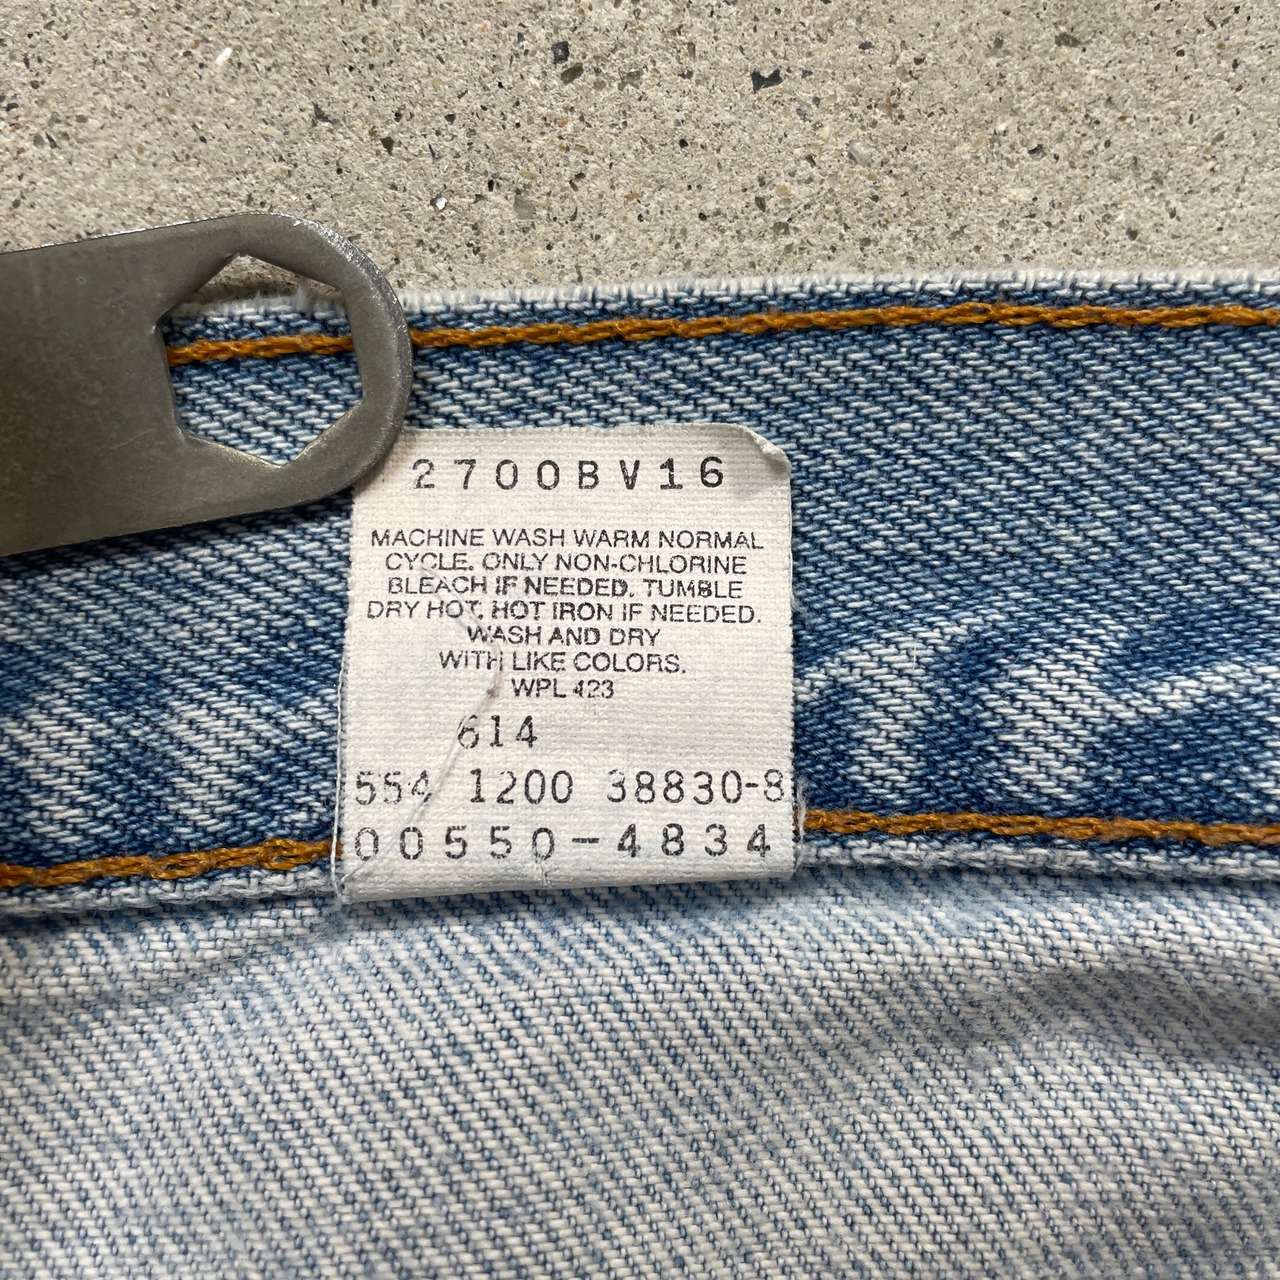 2700BV16
MACHINE WASH WARM NORMAL
CYCLE. ONLY NON-CHLORINE
BLEACH IF NEEDED. TUMBLE
DRY HOT. HOT IRON IF NEEDED.
WASH AND DRY
WITH LIKE COLORS.
WPL 423
614
554 1200 38830-8
00550-4834